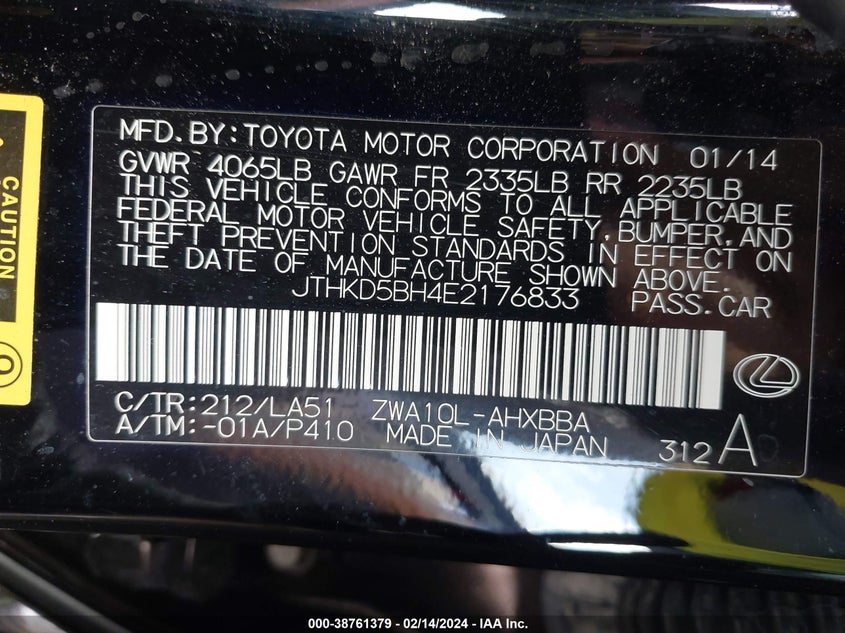 CAUTION
MFD.BY:TOYOTA MOTOR CORPORATION 01/14
GVWR 4065LB GAWR FR 2335LB RR 2235LB
THIS VEHICLE CONFORMS TO ALL APPLICABLE
FEDERAL MOTOR VEHICLE SAFETY,BUMPER,AND
THEFT PREVENTION STANDARDS IN EFFECT ON
THE DATE OF MANUFACTURE SHOWN ABOVE.
JTHKD5BH4E2176833 PASS.CAR
C/TR:212/LA51 ZWA10L-AHXBBA
A/TM:-01A/P410 MADE IN JAPAN 312A
000-38761379 - 02/14/2024 - IAA Inc.